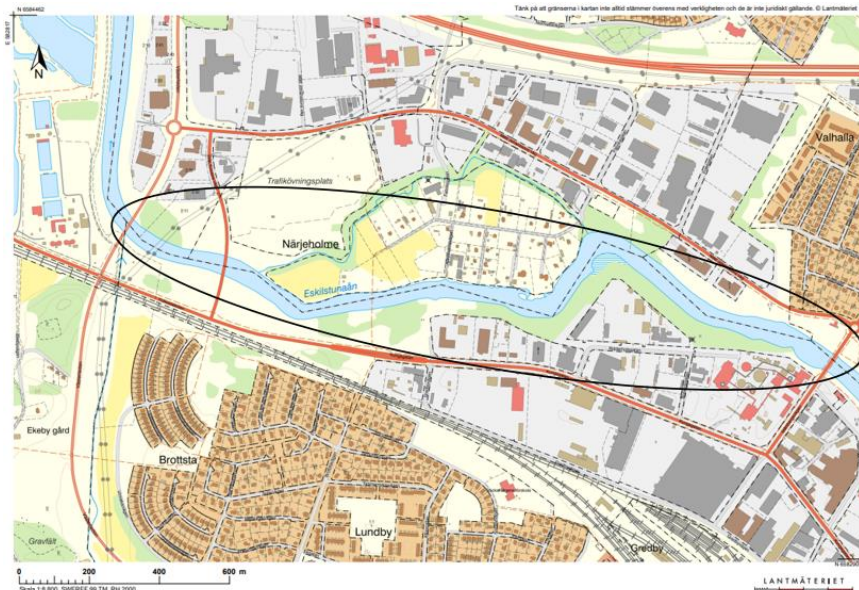 N 6584462
Tänk på att gränserna i kartan inte alltid stämmer överens med verkligheten och de är inte juridiskt gällande. © Lantmäteriet
N
Valhalla
Trafikövningsplats
Närjeholme
Eskilstunaån
Ekeby gård
Brottsta
Lundby
Gredby
Gravfält
0
200
400
600 m
LANTMÄTERIET